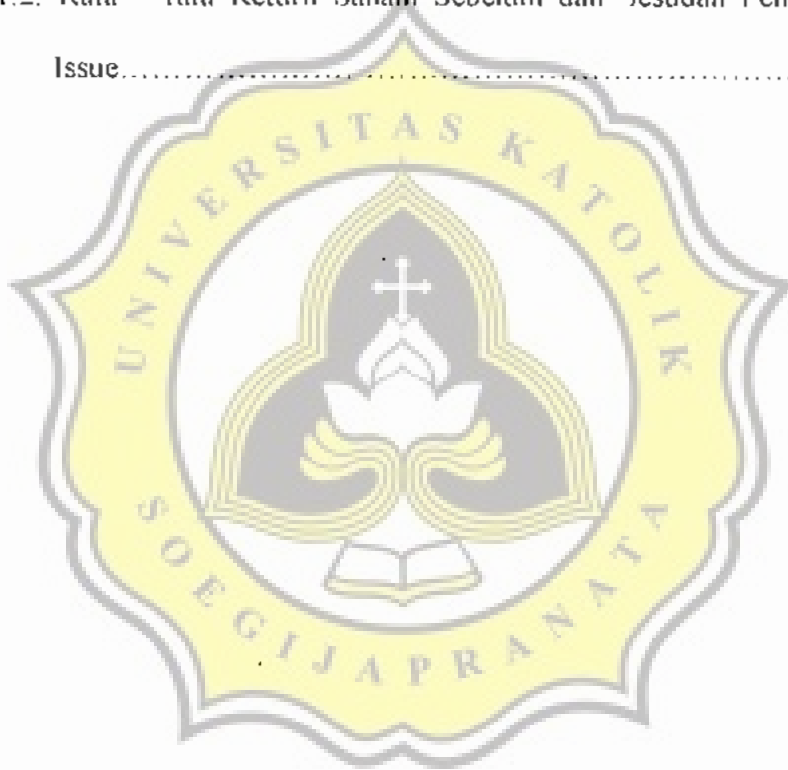 Rata - rata Return Saham Sebelum dan Sesudah
Issue
UNIVERSITAS KATOLIK
SOEGIJAPRANATA